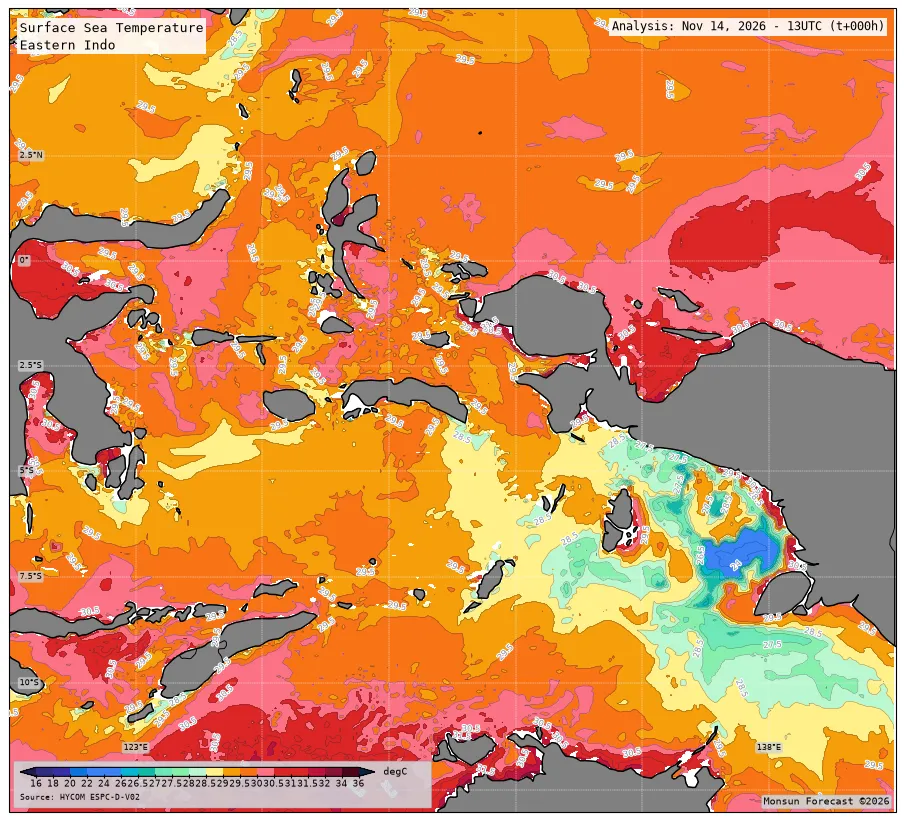 Surface Sea Temperature
Eastern Indo
Analysis: Nov 14, 2026 - 13UTC (t+000h)
2.5°N
0°
2.5°S
5°S
7.5°S
10°S
123°E
138°E
degC
16 18 20 22 24 26 26.5 27 27.5 28 28.5 29 29.5 30 30.5 31 31.5 32 34 36
Source: HYCOM ESPC-D-V02
Monsun Forecast ©2026